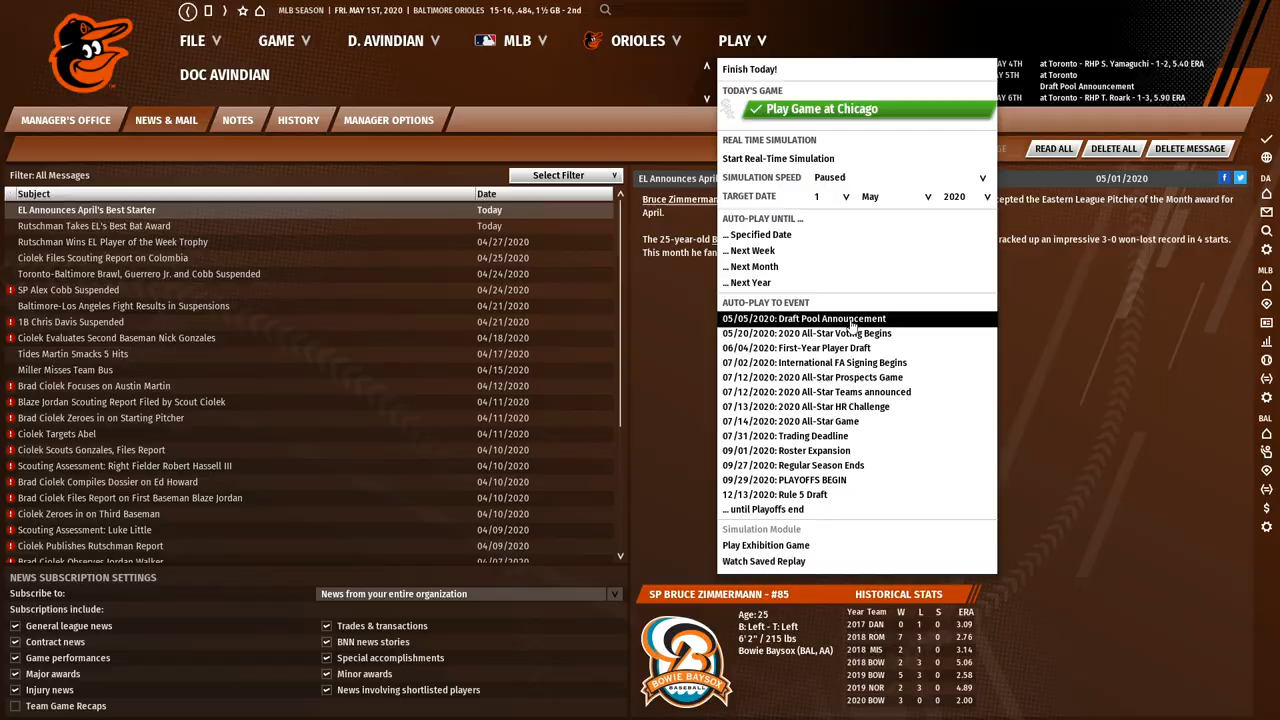 MLB SEASON | FRI. MAY 1ST, 2020 | BALTIMORE ORIOLES 15-16, .484, 1½ GB - 2nd
FILE GAME D. AVINDIAN MLB ORIOLES PLAY
DOC AVINDIAN
AY 4TH at Toronto - RHP S. Yamaguchi - 1-2, 5.40 ERA
AY 5TH at Toronto
Draft Pool Announcement
AY 6TH at Toronto - RHP T. Roark - 1-3, 5.90 ERA
MANAGER'S OFFICE NEWS & MAIL NOTES HISTORY MANAGER OPTIONS
GE READ ALL DELETE ALL DELETE MESSAGE
Filter: All Messages Select Filter
Subject Date
EL Announces April's Best Starter Today
Rutschman Takes EL's Best Bat Award Today
Rutschman Wins EL Player of the Week Trophy 04/27/2020
Ciolek Files Scouting Report on Colombia 04/25/2020
Toronto-Baltimore Brawl, Guerrero Jr. and Cobb Suspended 04/24/2020
SP Alex Cobb Suspended 04/24/2020
Baltimore-Los Angeles Fight Results in Suspensions 04/21/2020
1B Chris Davis Suspended 04/21/2020
Ciolek Evaluates Second Baseman Nick Gonzales 04/18/2020
Tides Martin Smacks 5 Hits 04/17/2020
Miller Misses Team Bus 04/15/2020
Brad Ciolek Focuses on Austin Martin 04/12/2020
Blaze Jordan Scouting Report Filed by Scout Ciolek 04/11/2020
Brad Ciolek Zeroes in on Starting Pitcher 04/11/2020
Ciolek Targets Abel 04/11/2020
Ciolek Scouts Gonzales, Files Report 04/10/2020
Scouting Assessment: Right Fielder Robert Hassell III 04/10/2020
Brad Ciolek Compiles Dossier on Ed Howard 04/10/2020
Brad Ciolek Files Report on First Baseman Blaze Jordan 04/10/2020
Ciolek Zeroes in on Third Baseman 04/10/2020
Scouting Assessment: Luke Little 04/09/2020
Ciolek Publishes Rutschman Report 04/09/2020
Brad Ciolek Observes Jordan Walker 04/07/2020
NEWS SUBSCRIPTION SETTINGS
Subscribe to: News from your entire organization
Subscriptions include:
General league news Trades & transactions
Contract news BNN news stories
Game performances Special accomplishments
Major awards Minor awards
Injury news News involving shortlisted players
Team Game Recaps
Finish Today!
TODAY'S GAME
Play Game at Chicago
REAL TIME SIMULATION
Start Real-Time Simulation
SIMULATION SPEED Paused
TARGET DATE 1 May 2020
AUTO-PLAY UNTIL ...
... Specified Date
... Next Week
... Next Month
... Next Year
AUTO-PLAY TO EVENT
05/05/2020: Draft Pool Announcement
05/20/2020: 2020 All-Star Voting Begins
06/04/2020: First-Year Player Draft
07/02/2020: International FA Signing Begins
07/12/2020: 2020 All-Star Prospects Game
07/12/2020: 2020 All-Star Teams announced
07/13/2020: 2020 All-Star HR Challenge
07/14/2020: 2020 All-Star Game
07/31/2020: Trading Deadline
09/01/2020: Roster Expansion
09/27/2020: Regular Season Ends
09/29/2020: PLAYOFFS BEGIN
12/13/2020: Rule 5 Draft
... until Playoffs end
Simulation Module
Play Exhibition Game
Watch Saved Replay
EL Announces Apri 05/01/2020
Bruce Zimmerman cepted the Eastern League Pitcher of the Month award for
April.
The 25-year-old B racked up an impressive 3-0 won-lost record in 4 starts.
This month he fan
SP BRUCE ZIMMERMANN - #85 HISTORICAL STATS
Age: 25
B: Left - T: Left
6' 2" / 215 lbs
Bowie Baysox (BAL, AA)
BOWIE BAYSOX
BASEBALL
Year Team W L S ERA
2017 DAN 0 1 0 3.09
2018 ROM 7 3 0 2.76
2018 MIS 2 1 0 3.14
2018 BOW 2 3 0 5.06
2019 BOW 5 3 0 2.58
2019 NOR 2 3 0 4.89
2020 BOW 3 0 0 2.00
DA
MLB
BAL